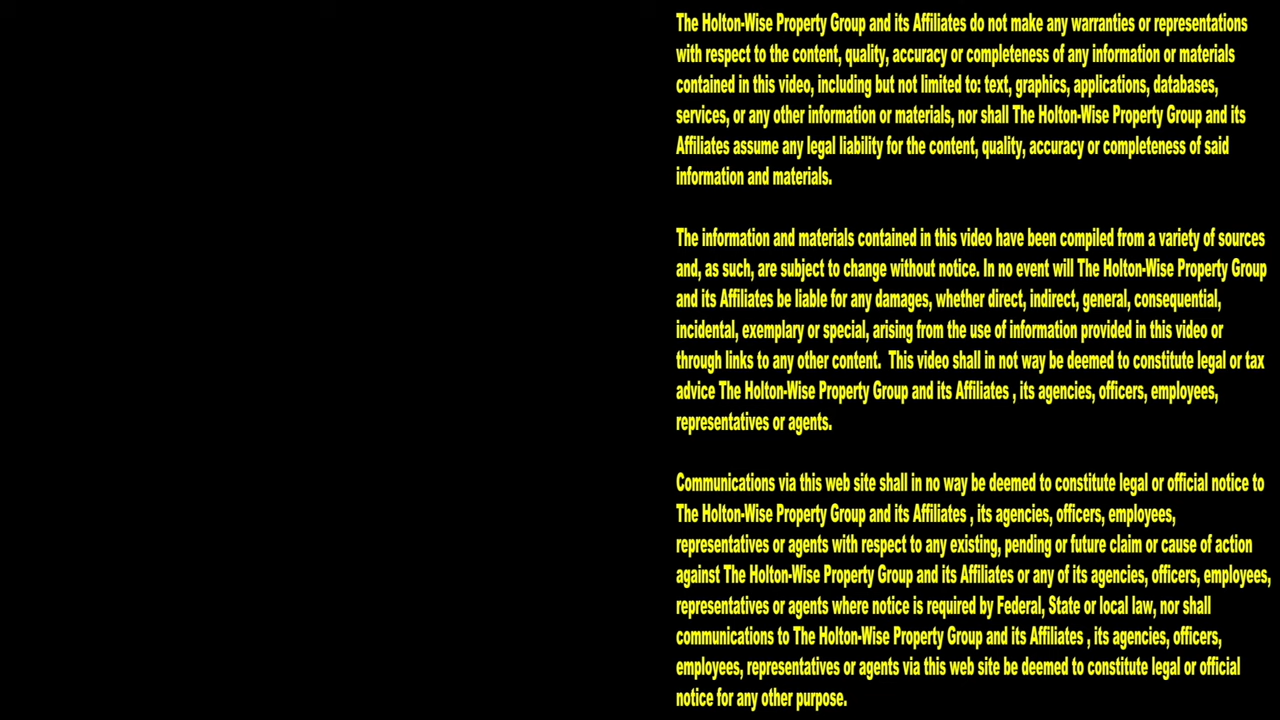 The Holton-Wise Property Group and its Affiliates do not make any warranties or representations
with respect to the content, quality, accuracy or completeness of any information or materials
contained in this video, including but not limited to: text, graphics, applications, databases,
services, or any other information or materials, nor shall The Holton-Wise Property Group and its
Affiliates assume any legal liability for the content, quality, accuracy or completeness of said
information and materials.
The information and materials contained in this video have been compiled from a variety of sources
and, as such, are subject to change without notice. In no event will The Holton-Wise Property Group
and its Affiliates be liable for any damages, whether direct, indirect, general, consequential,
incidental, exemplary or special, arising from the use of information provided in this video or
through links to any other content.  This video shall in not way be deemed to constitute legal or tax
advice The Holton-Wise Property Group and its Affiliates , its agencies, officers, employees,
representatives or agents.
Communications via this web site shall in no way be deemed to constitute legal or official notice to
The Holton-Wise Property Group and its Affiliates , its agencies, officers, employees,
representatives or agents with respect to any existing, pending or future claim or cause of action
against The Holton-Wise Property Group and its Affiliates or any of its agencies, officers, employees,
representatives or agents where notice is required by Federal, State or local law, nor shall
communications to The Holton-Wise Property Group and its Affiliates , its agencies, officers,
employees, representatives or agents via this web site be deemed to constitute legal or official
notice for any other purpose.